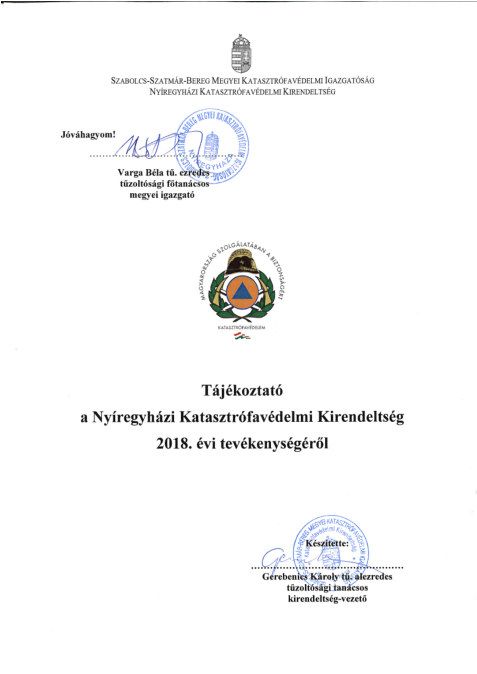 SZABOLCS-SZATMÁR-BEREG MEGYEI KATASZTRÓFAVÉDELMI IGAZGATÓSÁG
NYÍREGYHÁZI KATASZTRÓFAVÉDELMI KIRENDELTSÉG
Jóváhagyom!
Varga Béla tű. ezredes
tűzoltósági főtanácsos
megyei igazgató
MAGYARORSZÁG SZOLGÁLATÁBAN A BIZTONSÁGÉRT
KATASZTRÓFAVÉDELEM
Tájékoztató
a Nyíregyházi Katasztrófavédelmi Kirendeltség
2018. évi tevékenységéről
Készítette:
Gerebenics Károly tű. alezredes
tűzoltósági tanácsos
kirendeltség-vezető